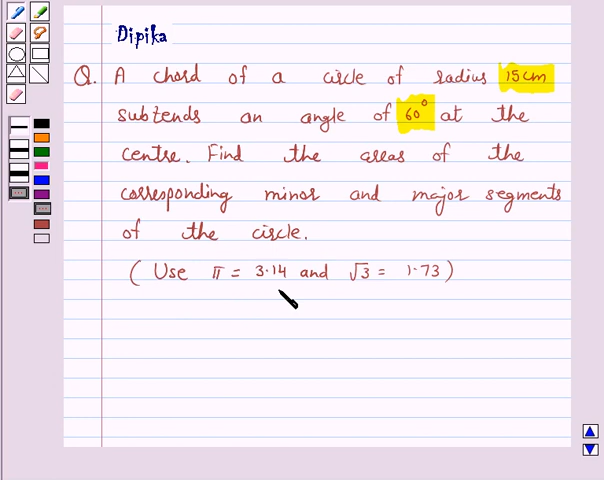 Dipika
Q. A chord of a circle of radius 15cm
subtends an angle of 60° at the
centre. Find the areas of the
corresponding minor and major segments
of the circle.
( Use π = 3.14 and √3 = 1.73 )